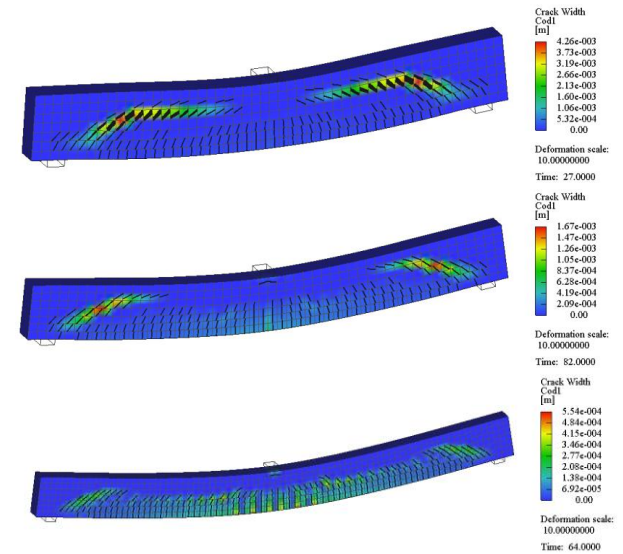 Crack Width
Cod1
[m]
4.26e-003
3.73e-003
3.19e-003
2.66e-003
2.13e-003
1.60e-003
1.06e-003
5.32e-004
0.00
Deformation scale:
10.00000000
Time: 27.0000
Crack Width
Cod1
[m]
1.67e-003
1.47e-003
1.26e-003
1.05e-003
8.37e-004
6.28e-004
4.19e-004
2.09e-004
0.00
Deformation scale:
10.00000000
Time: 82.0000
Crack Width
Cod1
[m]
5.54e-004
4.84e-004
4.15e-004
3.46e-004
2.77e-004
2.08e-004
1.38e-004
6.92e-005
0.00
Deformation scale:
10.00000000
Time: 64.0000